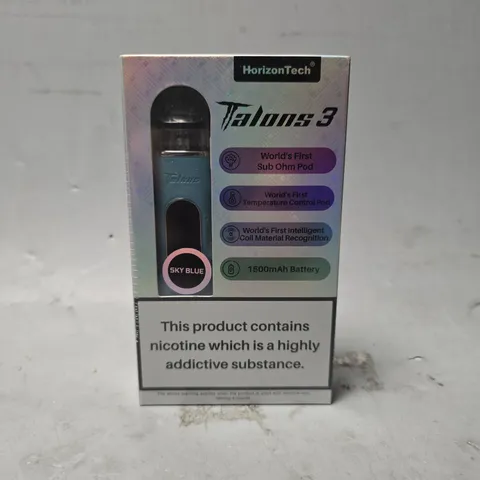 HorizonTech®
Talons 3
World's First
Sub Ohm Pod
World's First
Temperature Control Pod
World's First Intelligent
Coil Material Recognition
1800mAh Battery
Talons
SKY BLUE
This product contains
nicotine which is a highly
addictive substance.